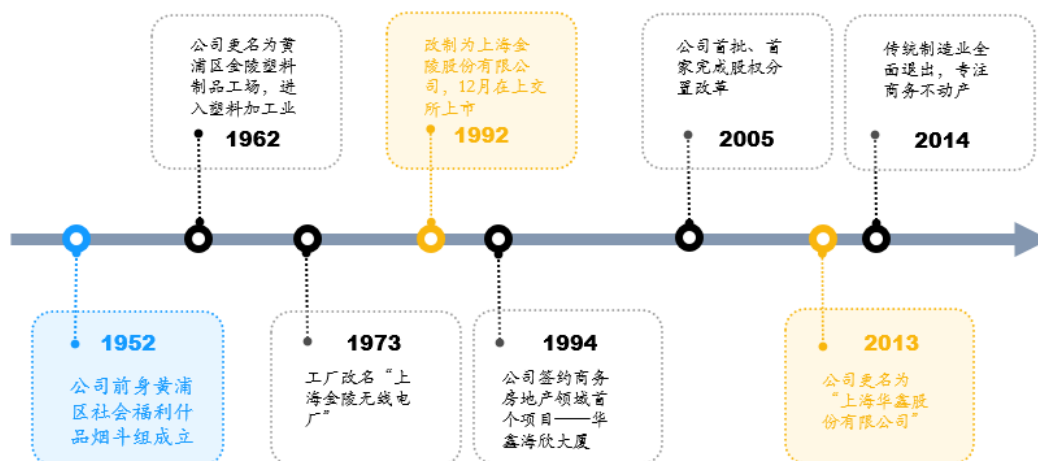 公司更名为黄
浦区金陵塑料
制品工场，进
入塑料加工业
1962
改制为上海金
陵股份有限公
司，12月在上交
所上市
1992
公司首批、首
家完成股权分
置改革
2005
传统制造业全
面退出，专注
商务不动产
2014
1952
公司前身黄浦
区社会福利什
品烟斗组成立
1973
工厂改名“上
海金陵无线电
厂”
1994
公司签约商务
房地产领域首
个项目——华
鑫海欣大厦
2013
公司更名为
“上海华鑫股
份有限公司”